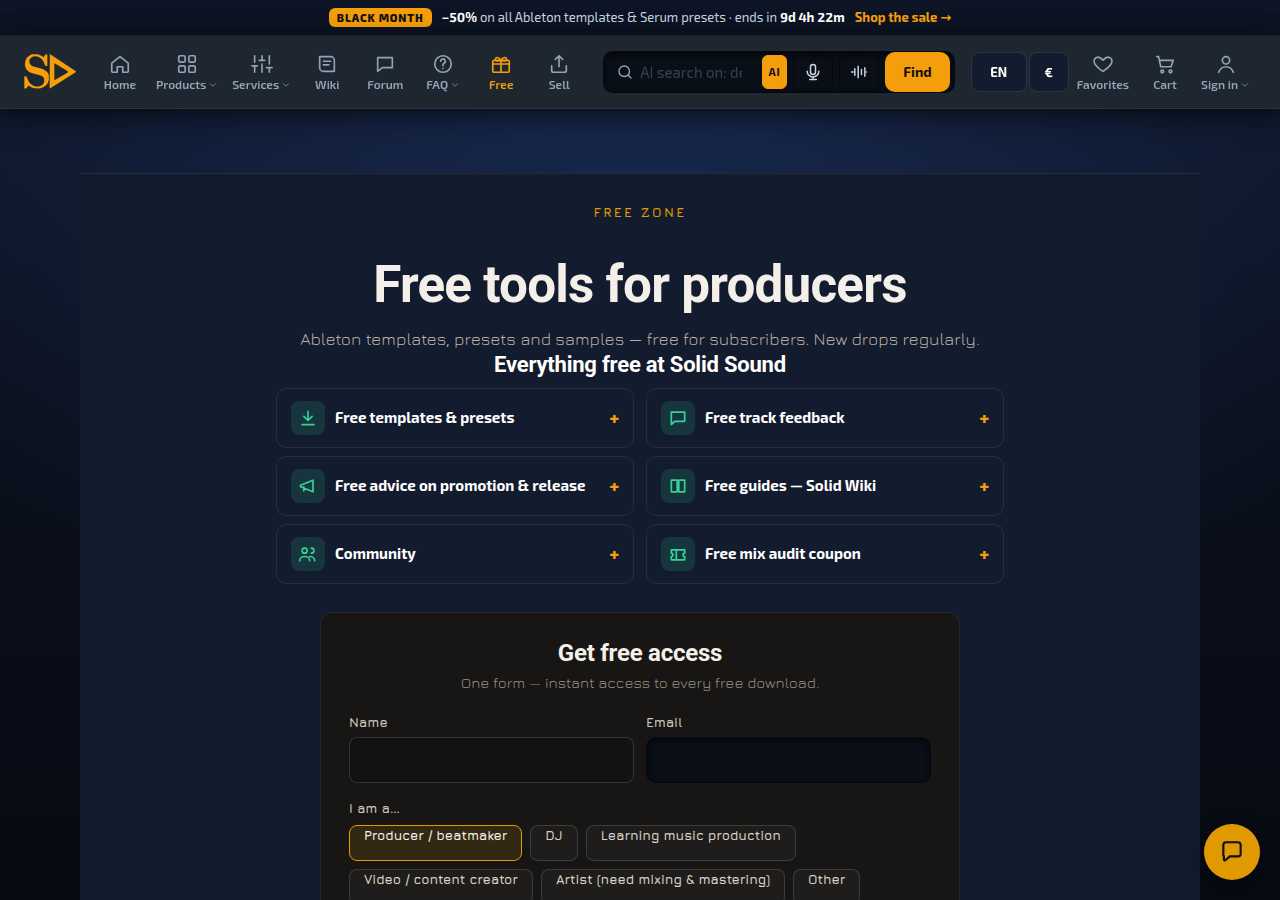 BLACK MONTH −50% on all Ableton templates & Serum presets · ends in 9d 4h 22m Shop the sale →
Home Products Services Wiki Forum FAQ Free Sell AI search on: AI Find EN € Favorites Cart Sign in
FREE ZONE
Free tools for producers
Ableton templates, presets and samples — free for subscribers. New drops regularly.
Everything free at Solid Sound
Free templates & presets +
Free track feedback +
Free advice on promotion & release +
Free guides — Solid Wiki +
Community +
Free mix audit coupon +
Get free access
One form — instant access to every free download.
Name Email
I am a...
Producer / beatmaker DJ Learning music production
Video / content creator Artist (need mixing & mastering) Other